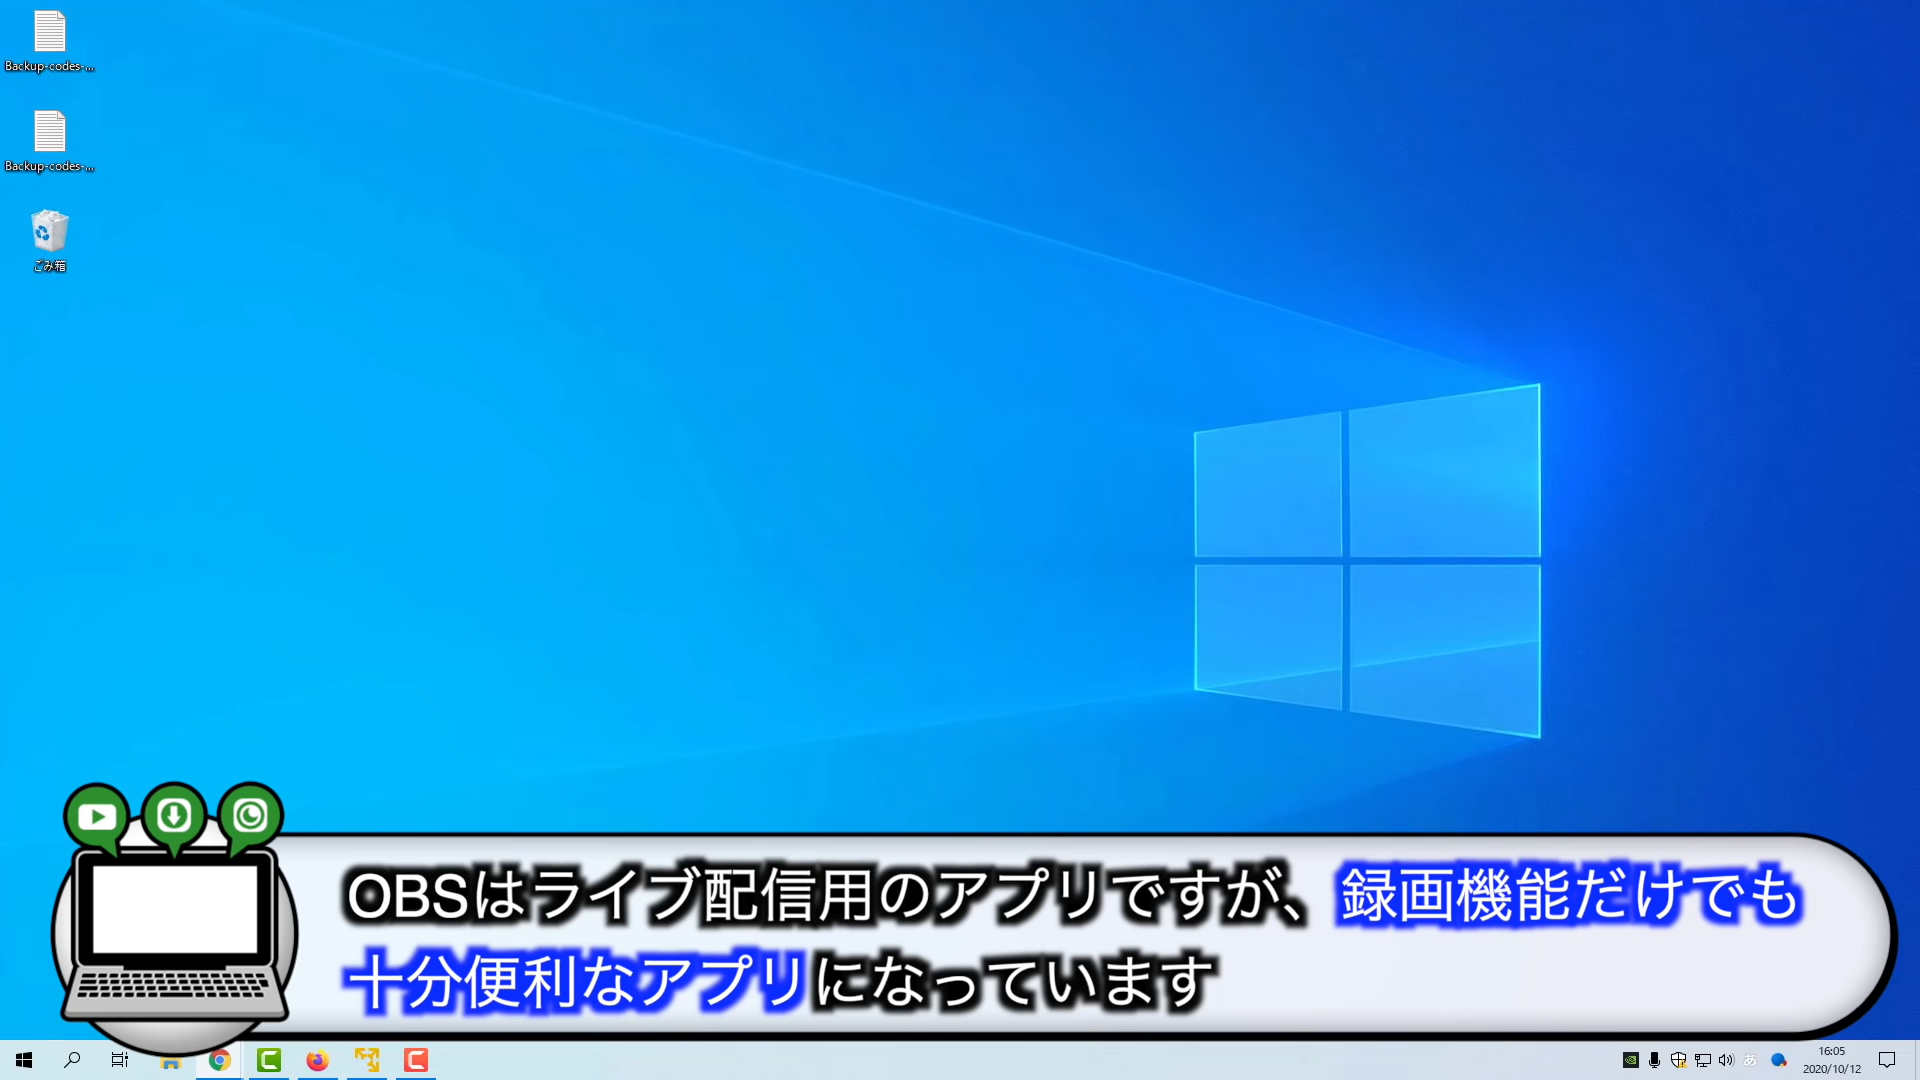 Backup-codes-...
Backup-codes-...
ごみ箱
OBSはライブ配信用のアプリですが、録画機能だけでも
十分便利なアプリになっています
あ
16:05
2020/10/12